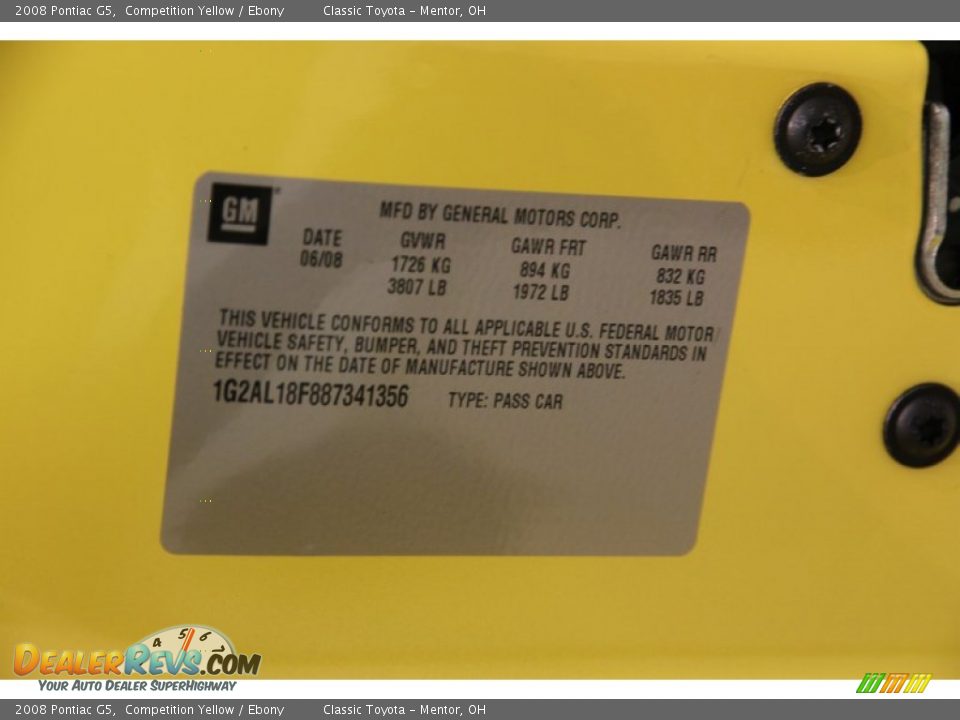 2008 Pontiac G5, Competition Yellow / Ebony Classic Toyota - Mentor, OH
GM
MFD BY GENERAL MOTORS CORP.
DATE GVWR GAWR FRT GAWR RR
06/08 1726 KG 894 KG 832 KG
3807 LB 1972 LB 1835 LB
THIS VEHICLE CONFORMS TO ALL APPLICABLE U.S. FEDERAL MOTOR
VEHICLE SAFETY, BUMPER, AND THEFT PREVENTION STANDARDS IN
EFFECT ON THE DATE OF MANUFACTURE SHOWN ABOVE.
1G2AL18F887341356 TYPE: PASS CAR
4 5 6
DEALERREVS.COM
YOUR AUTO DEALER SUPERHIGHWAY
2008 Pontiac G5, Competition Yellow / Ebony Classic Toyota - Mentor, OH